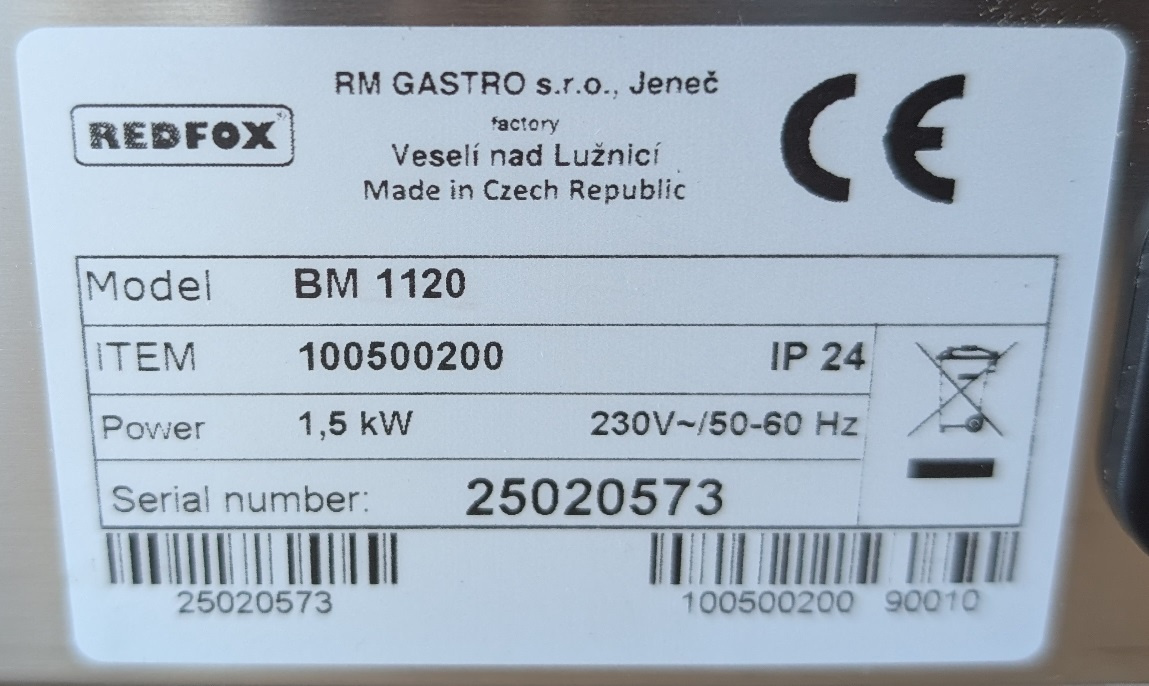 REDFOX®
RM GASTRO s.r.o., Jeneč
factory
Veselí nad Lužnicí
Made in Czech Republic
CE
Model BM 1120
ITEM 100500200 IP 24
Power 1,5 kW 230V~/50-60 Hz
Serial number: 25020573
25020573
100500200 90010